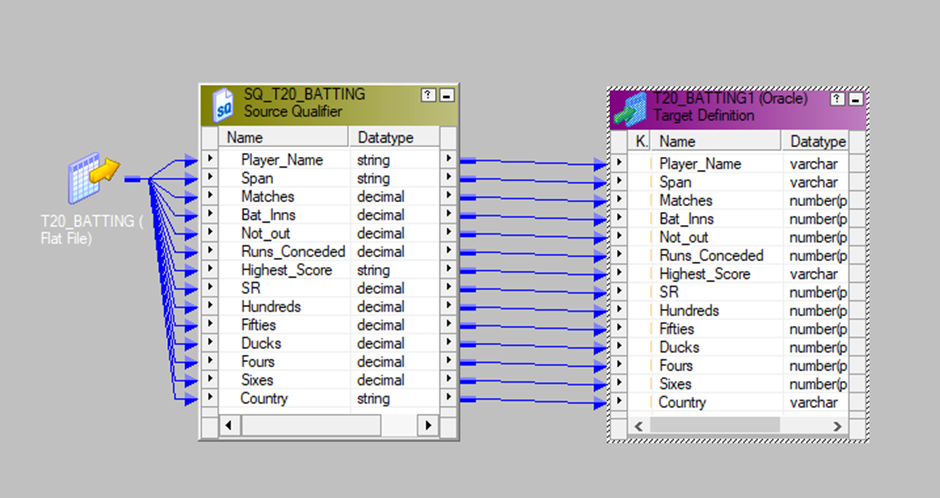 T20_BATTING (
Flat File)
SQ_T20_BATTING
Source Qualifier
SQ
?
Name Datatype
Player_Name string
Span string
Matches decimal
Bat_Inns decimal
Not_out decimal
Runs_Conceded decimal
Highest_Score string
SR decimal
Hundreds decimal
Fifties decimal
Ducks decimal
Fours decimal
Sixes decimal
Country string
T20_BATTING1 (Oracle)
Target Definition
?
K. Name Datatype
Player_Name varchar
Span varchar
Matches number(p
Bat_Inns number(p
Not_out number(p
Runs_Conceded number(p
Highest_Score varchar
SR number(p
Hundreds number(p
Fifties number(p
Ducks number(p
Fours number(p
Sixes number(p
Country varchar